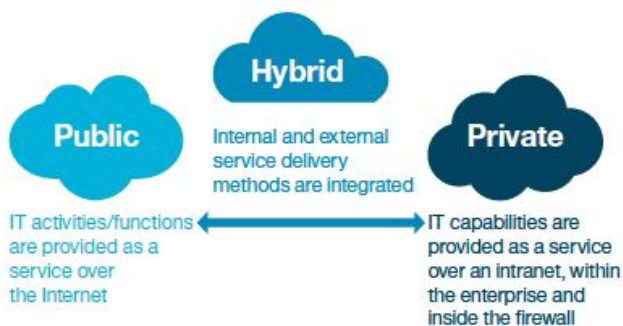 Hybrid
Public
Private
Internal and external
service delivery
methods are integrated
IT activities/functions
are provided as a
service over
the Internet
IT capabilities are
provided as a service
over an intranet, within
the enterprise and
inside the firewall